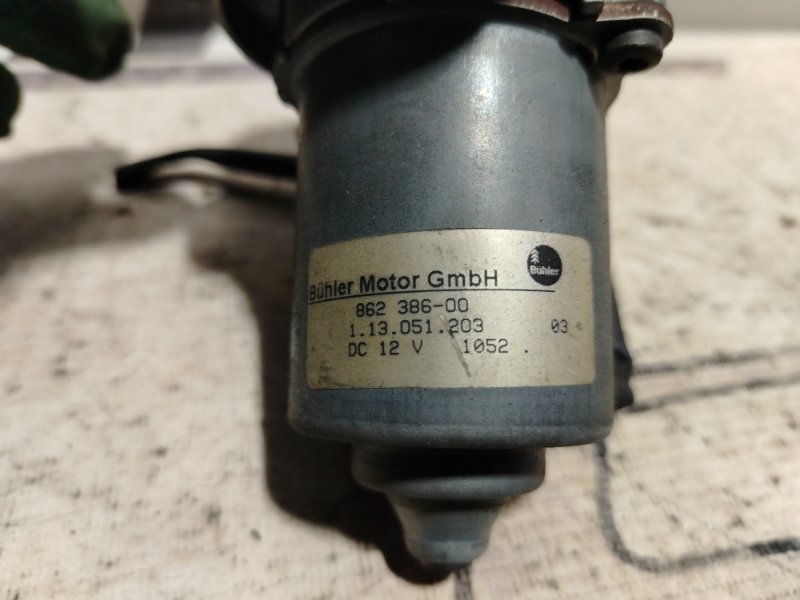 Bühler Motor GmbH
Bühler
862 386-00
1.13.051.203 03
DC 12 V 1052 .